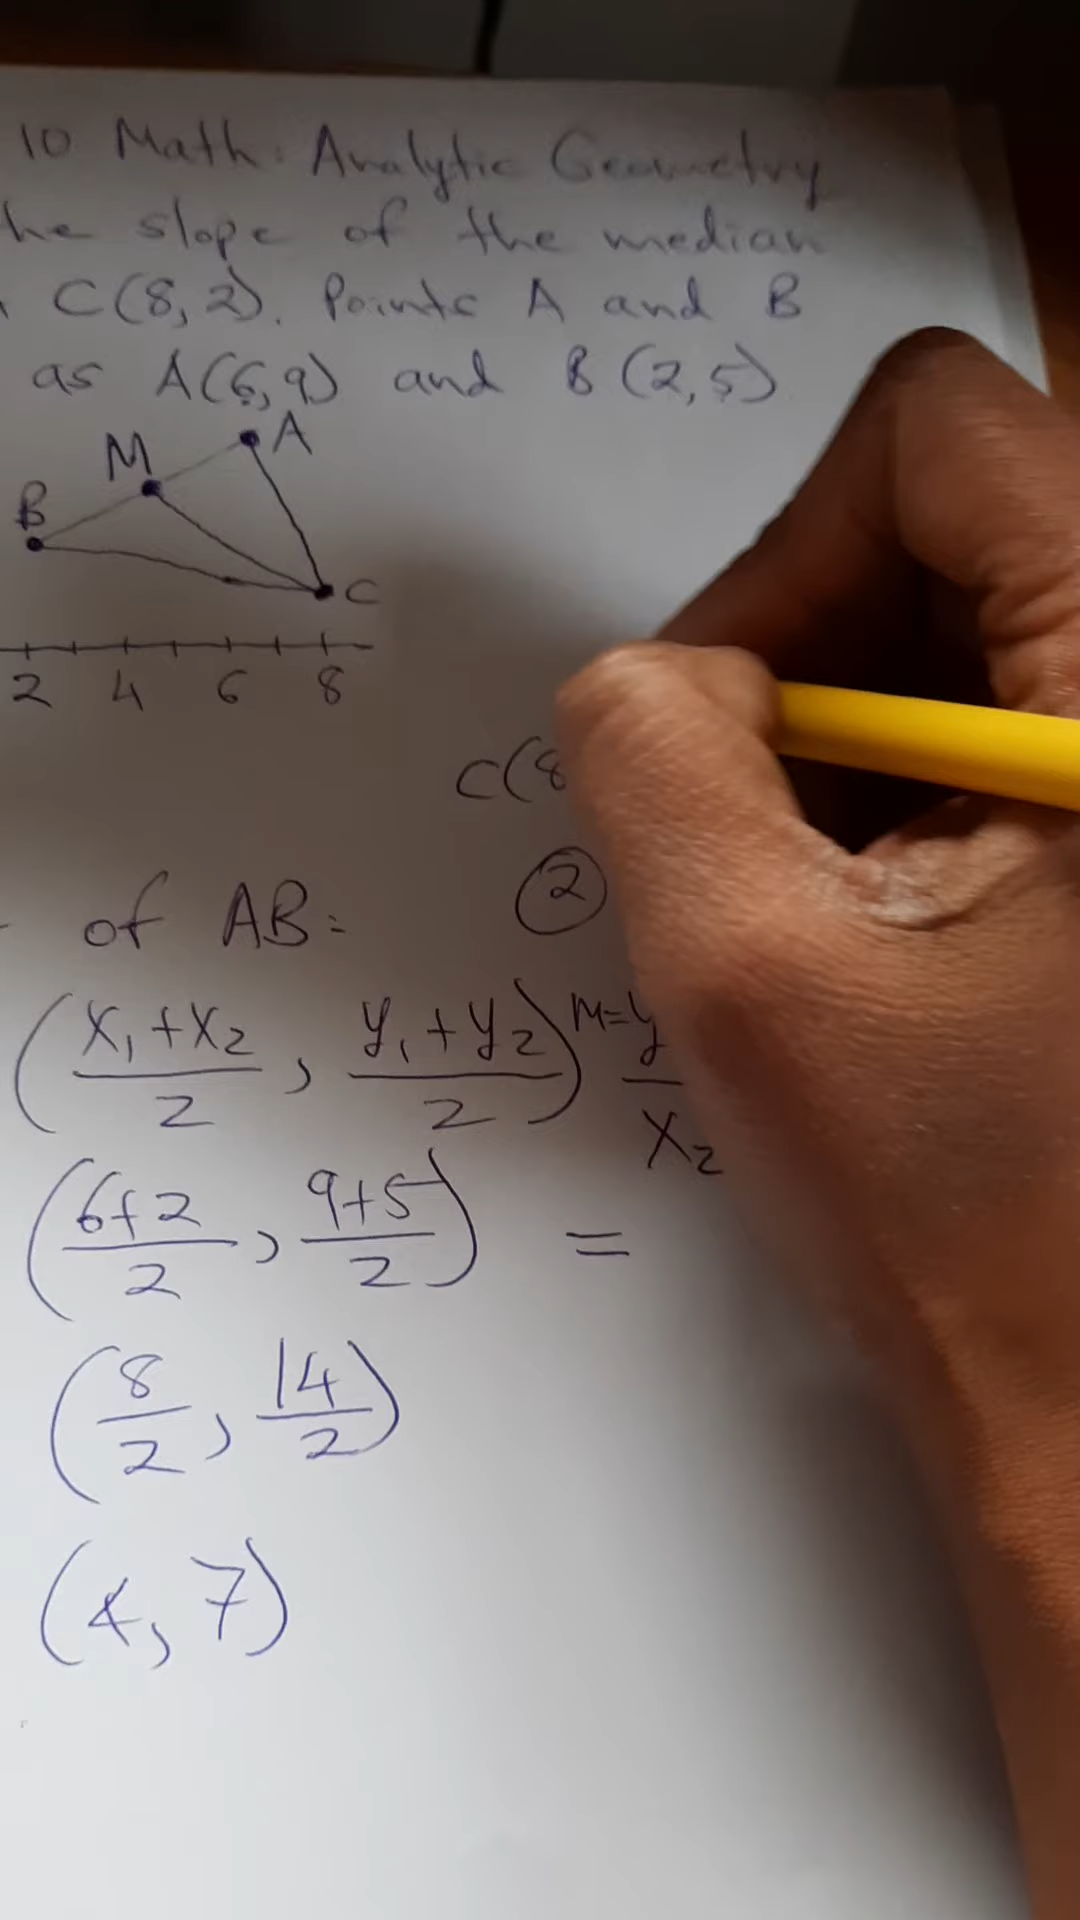 10 Math: Analytic Geometry
the slope of the median
C(8,2). Points A and B
as A(6,9) and B(2,5)
A
M
B
C
2 4 6 8
C(8
of AB:
2
(x₁+x₂/2, y₁+y₂/2)
M=y/x₂
(6+2/2, 9+5/2) =
(8/2, 14/2)
(4,7)